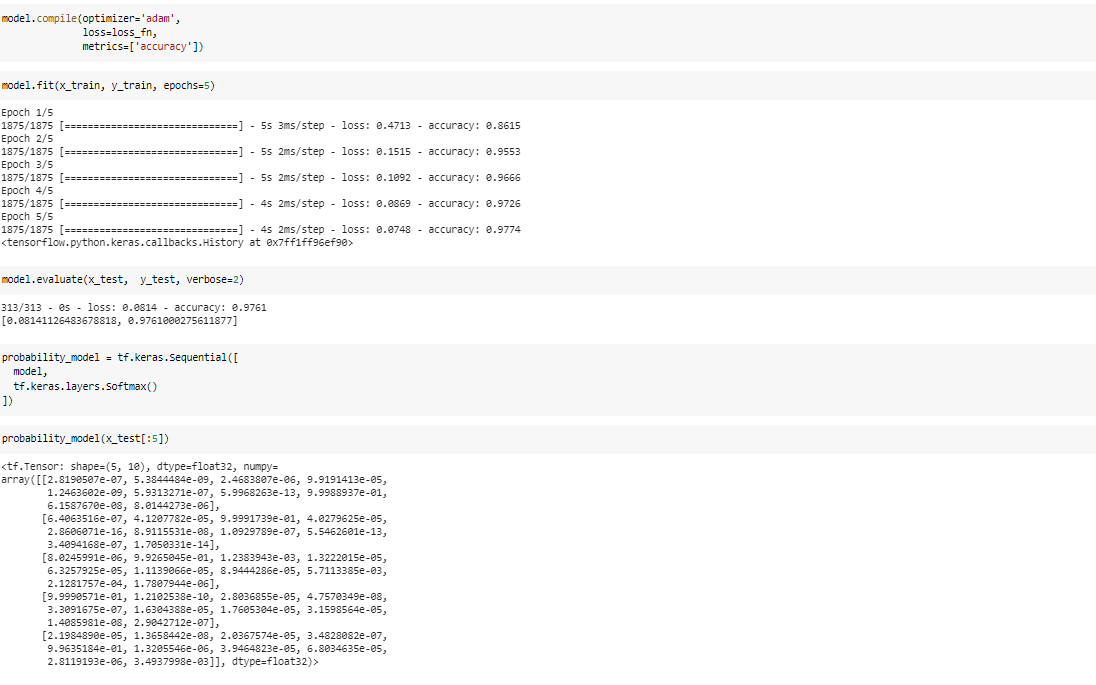 model.compile(optimizer='adam',
              loss=loss_fn,
              metrics=['accuracy'])
model.fit(x_train, y_train, epochs=5)
Epoch 1/5
1875/1875 [==============================] - 5s 3ms/step - loss: 0.4713 - accuracy: 0.8615
Epoch 2/5
1875/1875 [==============================] - 5s 2ms/step - loss: 0.1515 - accuracy: 0.9553
Epoch 3/5
1875/1875 [==============================] - 5s 2ms/step - loss: 0.1092 - accuracy: 0.9666
Epoch 4/5
1875/1875 [==============================] - 4s 2ms/step - loss: 0.0869 - accuracy: 0.9726
Epoch 5/5
1875/1875 [==============================] - 4s 2ms/step - loss: 0.0748 - accuracy: 0.9774
<tensorflow.python.keras.callbacks.History at 0x7ff1ff96ef90>
model.evaluate(x_test,  y_test, verbose=2)
313/313 - 0s - loss: 0.0814 - accuracy: 0.9761
[0.08141126483678818, 0.9761000275611877]
probability_model = tf.keras.Sequential([
  model,
  tf.keras.layers.Softmax()
])
probability_model(x_test[:5])
<tf.Tensor: shape=(5, 10), dtype=float32, numpy=
array([[2.8190507e-07, 5.3844484e-09, 2.4683807e-06, 9.9191413e-05,
        1.2463602e-09, 5.9313271e-07, 5.9968263e-13, 9.9988937e-01,
        6.1587670e-08, 8.0144273e-06],
       [6.4063516e-07, 4.1207782e-05, 9.9991739e-01, 4.0279625e-05,
        2.8606071e-16, 8.9115531e-08, 1.0929789e-07, 5.5462601e-13,
        3.4094168e-07, 1.7050331e-14],
       [8.0245991e-06, 9.9265045e-01, 1.2383943e-03, 1.3222015e-05,
        6.3257925e-05, 1.1139066e-05, 8.9444286e-05, 5.7113385e-03,
        2.1281757e-04, 1.7807944e-06],
       [9.9990571e-01, 1.2102538e-10, 2.8036855e-05, 4.7570349e-08,
        3.3091675e-07, 1.6304388e-05, 1.7605304e-05, 3.1598564e-05,
        1.4085981e-08, 2.9042712e-07],
       [2.1984890e-05, 1.3658442e-08, 2.0367574e-05, 3.4828082e-07,
        9.9635184e-01, 1.3205546e-06, 3.9464823e-05, 6.8034635e-05,
        2.8119193e-06, 3.4937998e-03]], dtype=float32)>